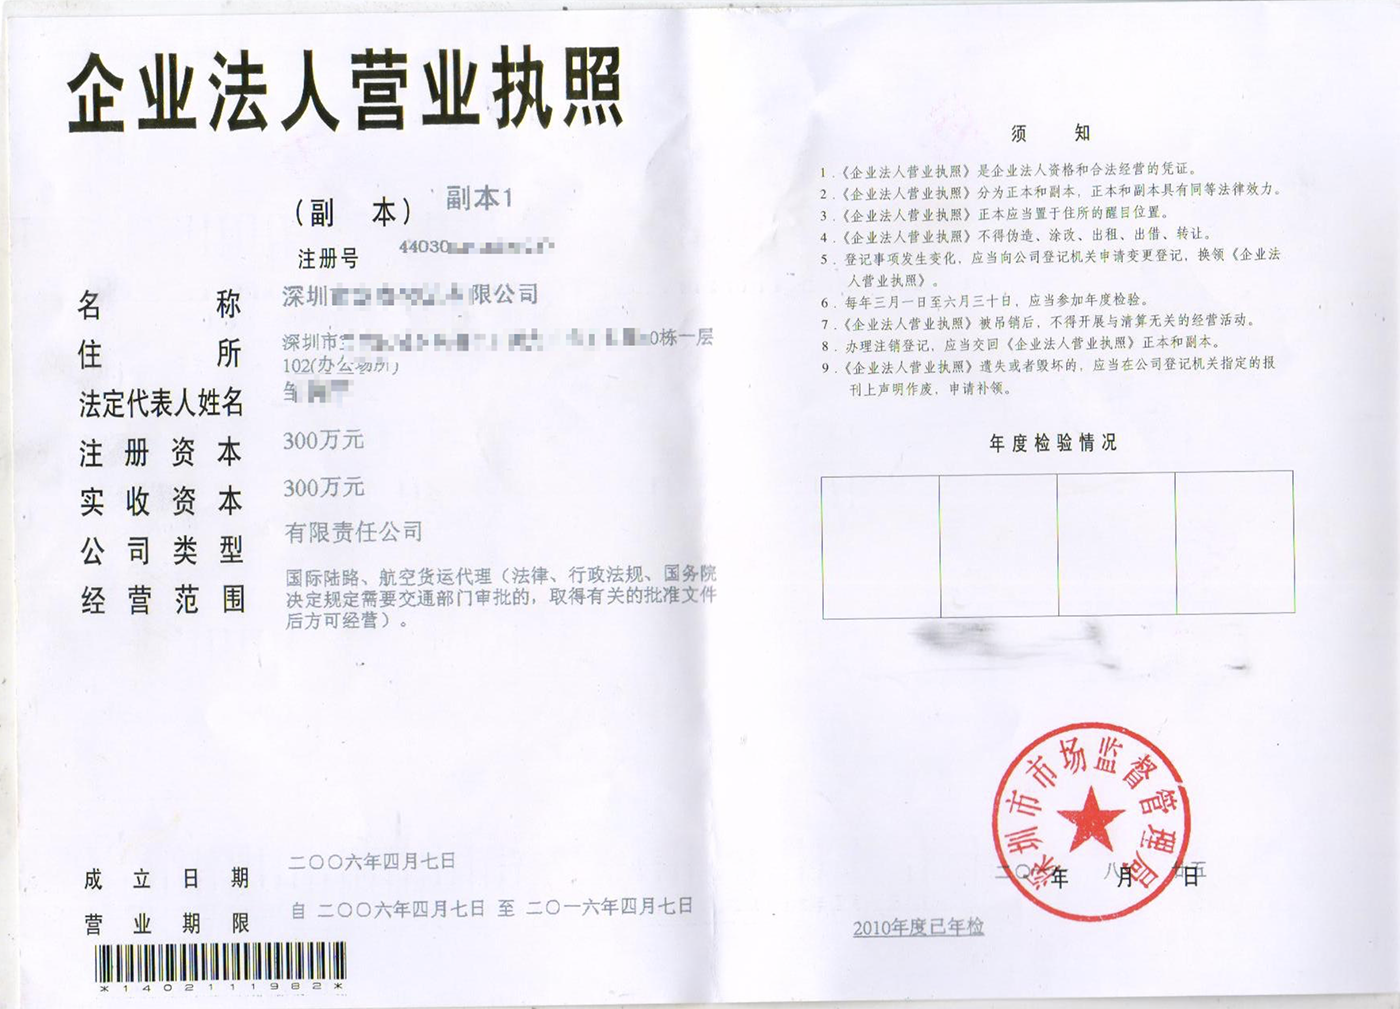 企业法人营业执照
（副 本） 副本1
注册号 44030
名称 深圳 限公司
住所 深圳市 0栋一层
102(办公场所)
法定代表人姓名 邹
注册资本 300万元
实收资本 300万元
公司类型 有限责任公司
经营范围 国际陆路、航空货运代理（法律、行政法规、国务院
决定规定需要交通部门审批的，取得有关的批准文件
后方可经营）。
成立日期 二〇〇六年四月七日
营业期限 自 二〇〇六年四月七日 至 二〇一六年四月七日
*1402111982*
须 知
1．《企业法人营业执照》是企业法人资格和合法经营的凭证。
2．《企业法人营业执照》分为正本和副本，正本和副本具有同等法律效力。
3．《企业法人营业执照》正本应当置于住所的醒目位置。
4．《企业法人营业执照》不得伪造、涂改、出租、出借、转让。
5．登记事项发生变化，应当向公司登记机关申请变更登记，换领《企业法
人营业执照》。
6．每年三月一日至六月三十日，应当参加年度检验。
7．《企业法人营业执照》被吊销后，不得开展与清算无关的经营活动。
8．办理注销登记，应当交回《企业法人营业执照》正本和副本。
9．《企业法人营业执照》遗失或者毁坏的，应当在公司登记机关指定的报
刊上声明作废，申请补领。
年度检验情况
深圳市市场监督管理局
二〇 年 八月 廿五日
2010年度已年检